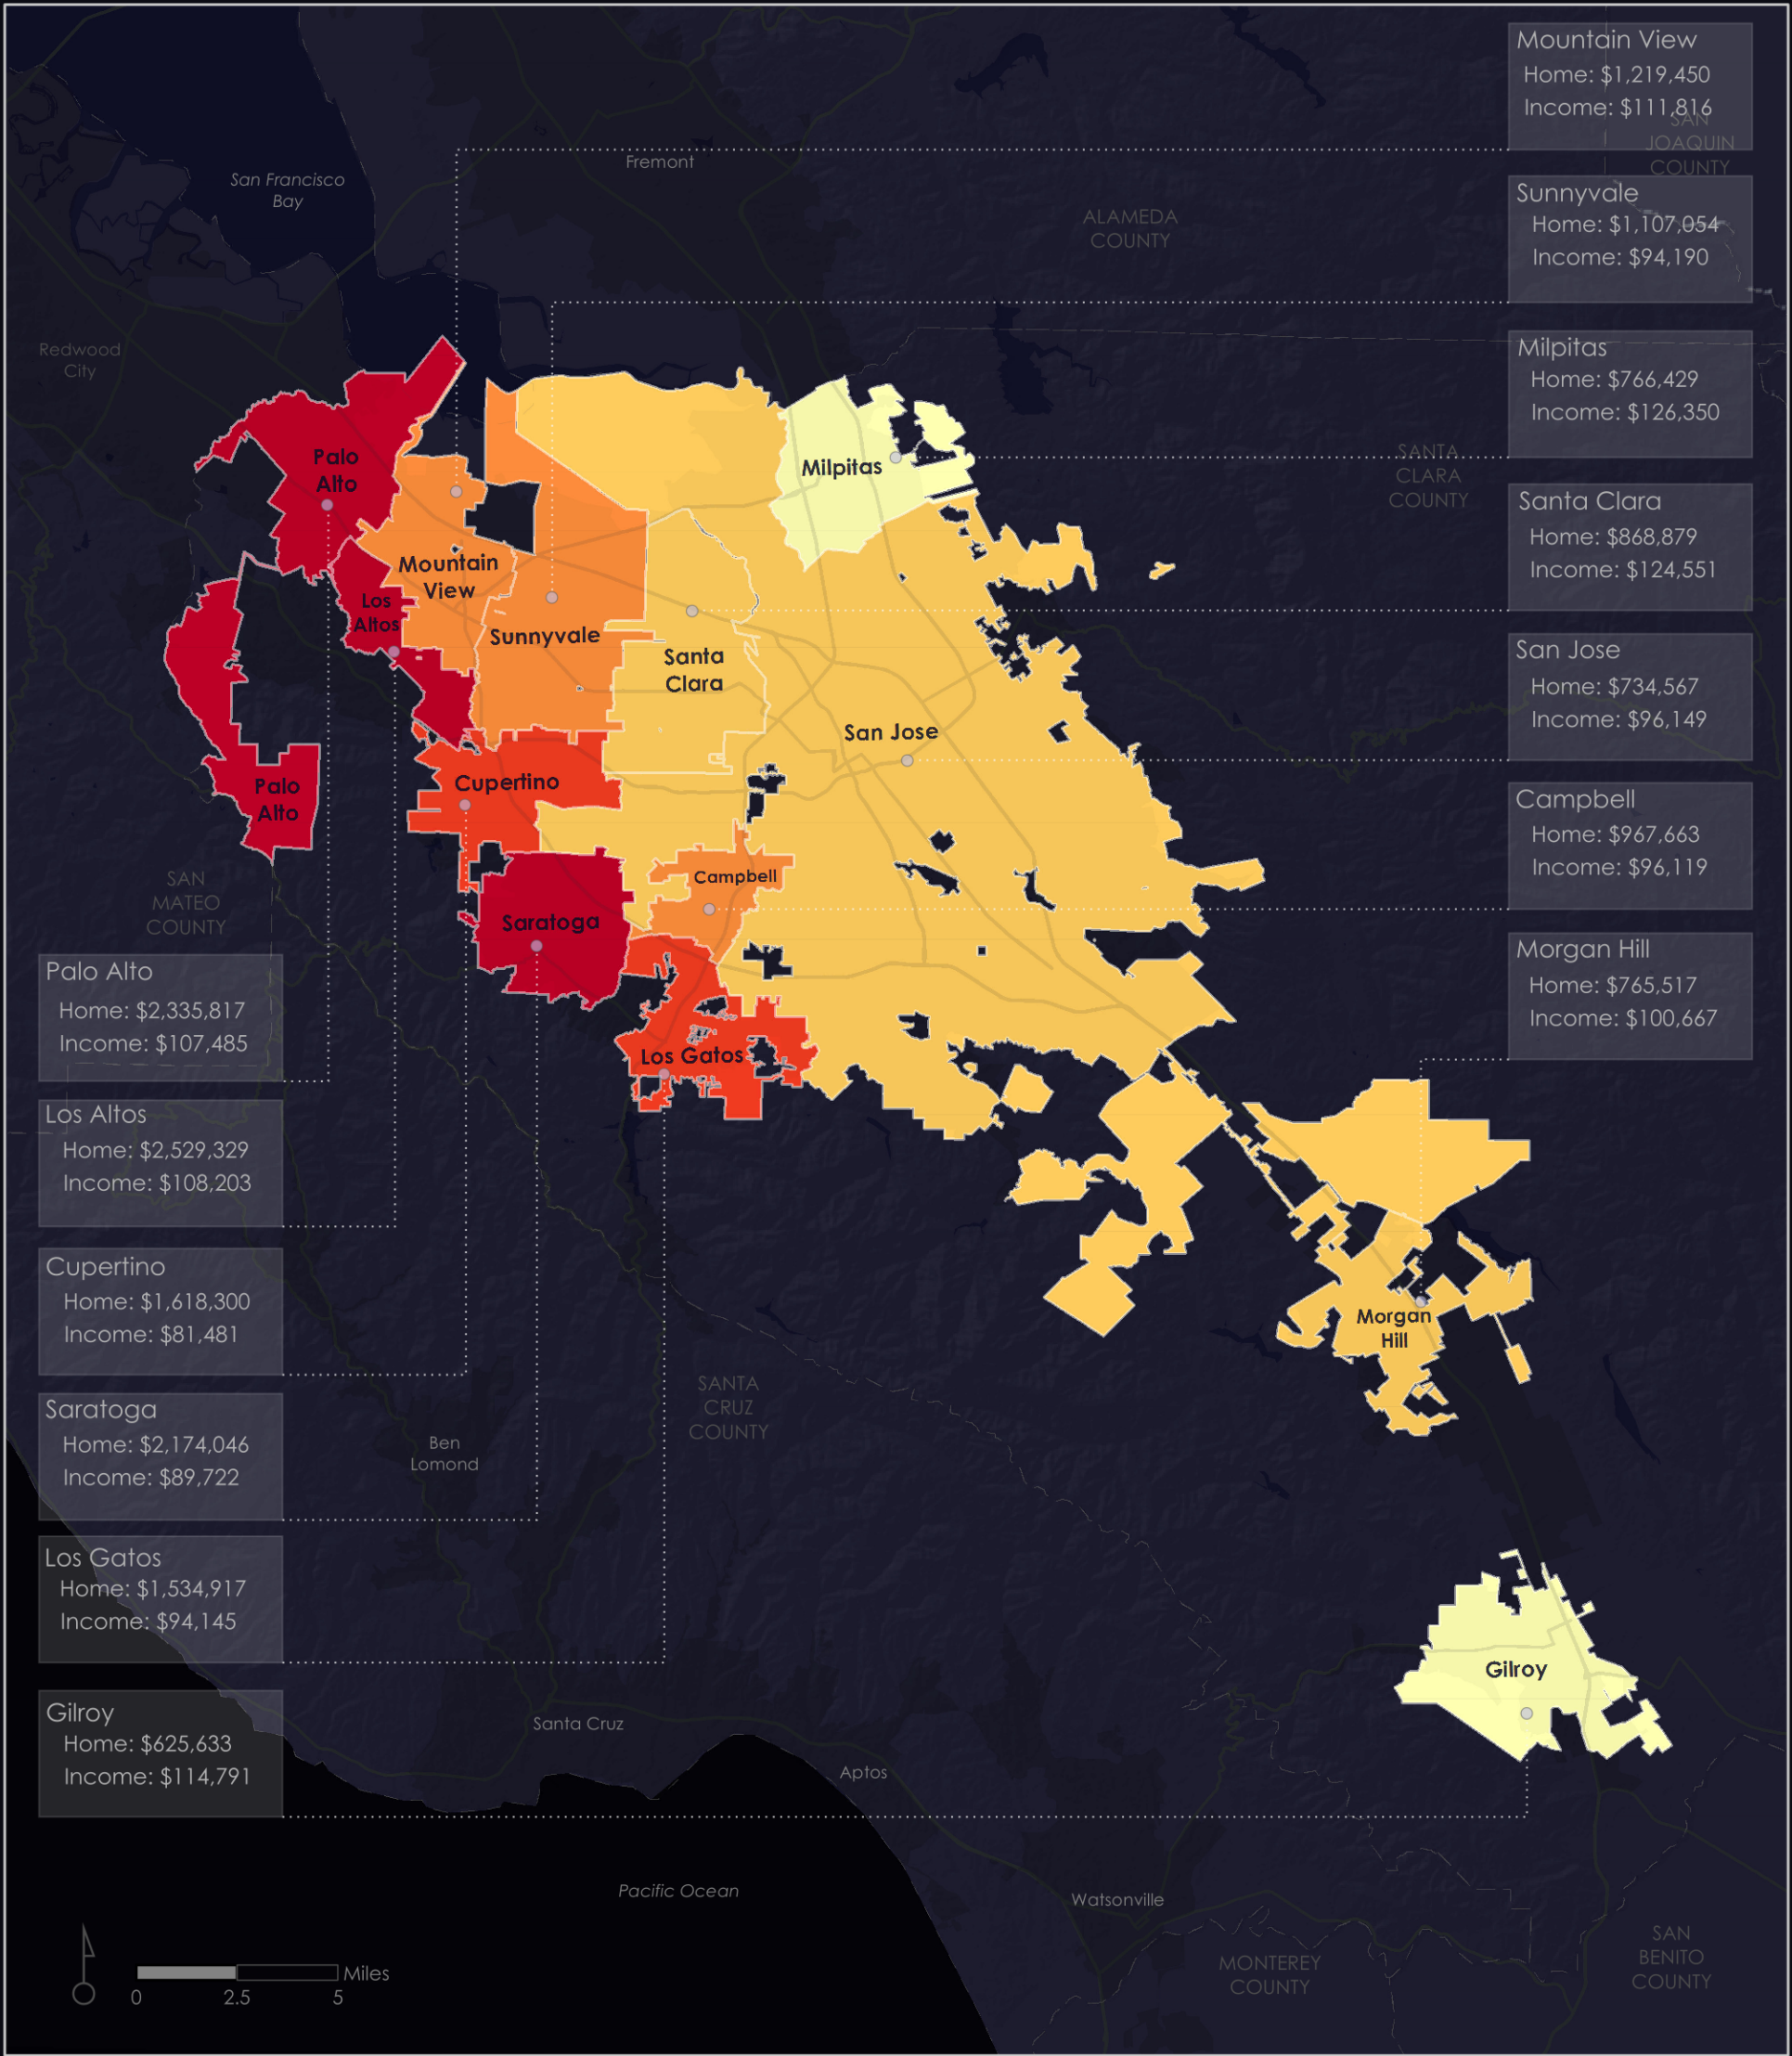 Mountain View
Home: $1,219,450
Income: $111,816
SAN
JOAQUIN
COUNTY
Sunnyvale
Home: $1,107,054
Income: $94,190
Milpitas
Home: $766,429
Income: $126,350
Santa Clara
Home: $868,879
Income: $124,551
San Jose
Home: $734,567
Income: $96,149
Campbell
Home: $967,663
Income: $96,119
Morgan Hill
Home: $765,517
Income: $100,667
Fremont
San Francisco
Bay
ALAMEDA
COUNTY
Redwood
City
SANTA
CLARA
COUNTY
Palo
Alto
Milpitas
Mountain
View
Los
Altos
Sunnyvale
Santa
Clara
San Jose
Cupertino
Palo
Alto
Campbell
Saratoga
SAN
MATEO
COUNTY
Los Gatos
Morgan
Hill
Palo Alto
Home: $2,335,817
Income: $107,485
Los Altos
Home: $2,529,329
Income: $108,203
Cupertino
Home: $1,618,300
Income: $81,481
Saratoga
Home: $2,174,046
Income: $89,722
Los Gatos
Home: $1,534,917
Income: $94,145
Gilroy
Home: $625,633
Income: $114,791
SANTA
CRUZ
COUNTY
Ben
Lomond
Gilroy
Santa Cruz
Aptos
Pacific Ocean
Watsonville
MONTEREY
COUNTY
SAN
BENITO
COUNTY
Miles
0 2.5 5